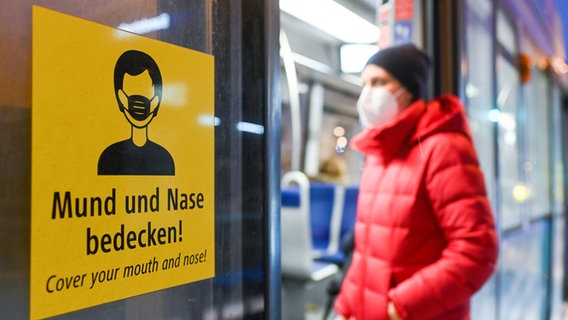 Mund und Nase
bedecken!
Cover your mouth and nose!